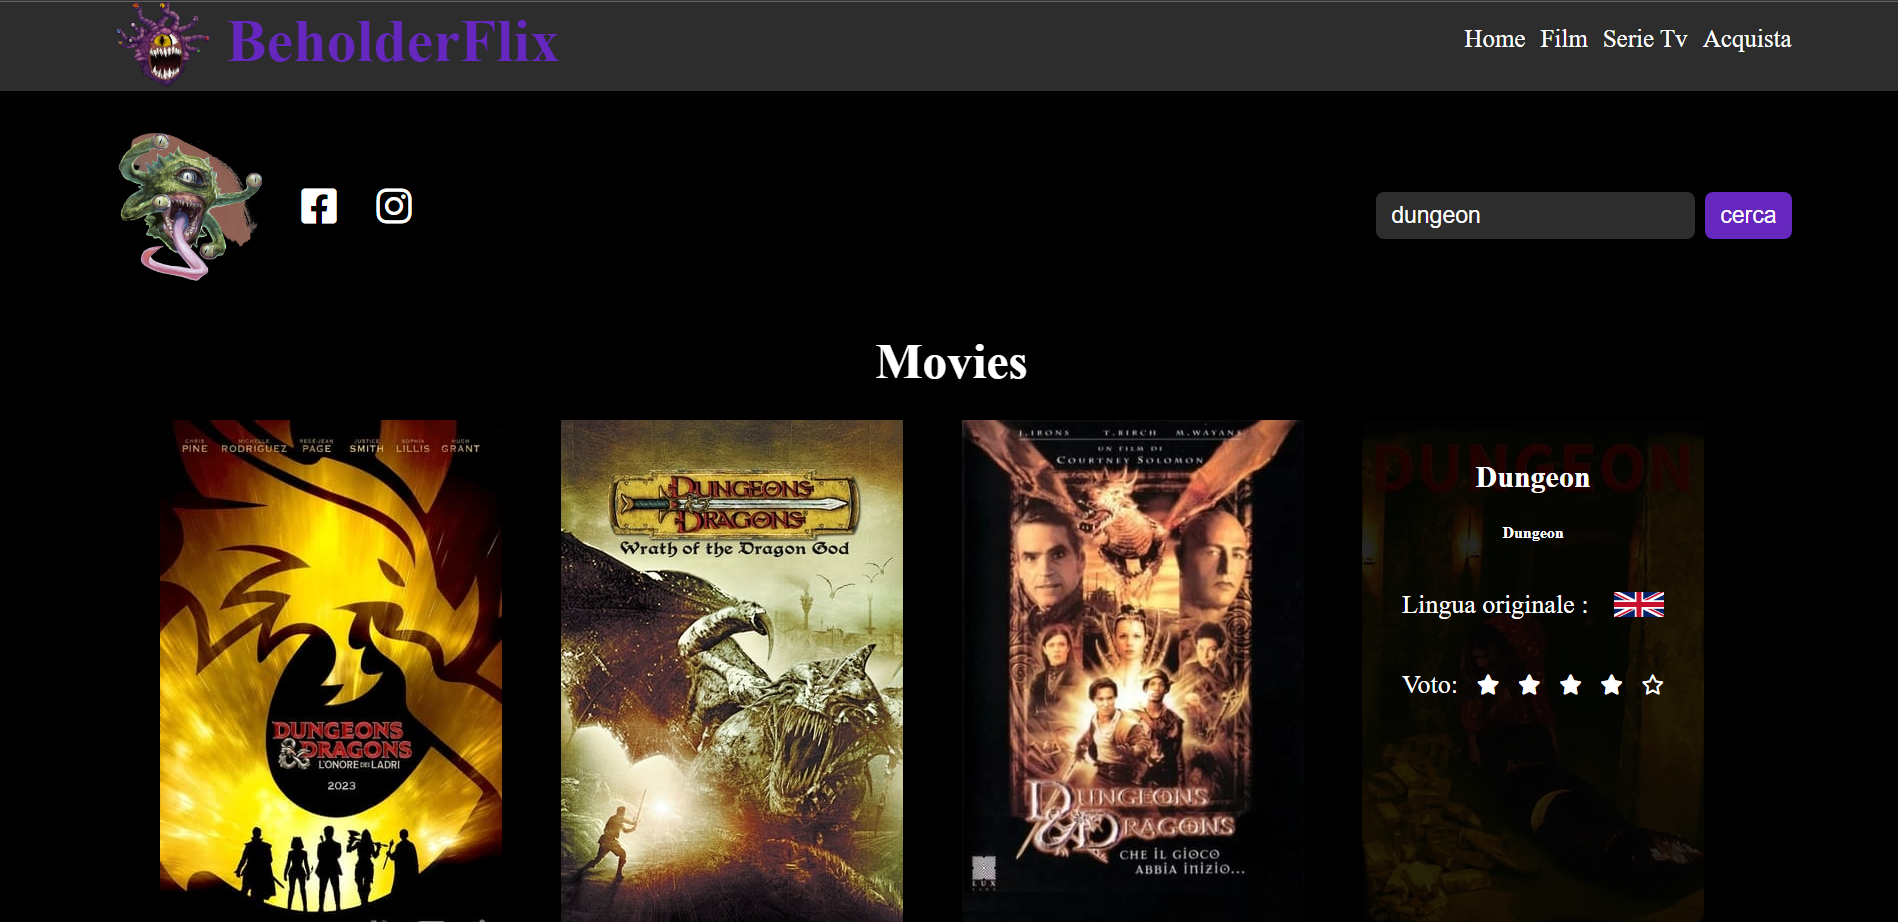 BeholderFlix
Home Film Serie Tv Acquista
dungeon
cerca
Movies
CHRIS PINE MICHELLE RODRIGUEZ REGÉ-JEAN PAGE JUSTICE SMITH SOPHIA LILLIS HUGH GRANT
DUNGEONS
& DRAGONS
L'ONORE DEI LADRI
2023
DUNGEONS
& DRAGONS
Wrath of the Dragon God
J. IRONS T. BIRCH M. WAYANS
UN FILM DI
COURTNEY SOLOMON
DUNGEONS
& DRAGONS
CHE IL GIOCO
ABBIA INIZIO...
LUX
DUNGEON
Dungeon
Dungeon
Lingua originale :
Voto: